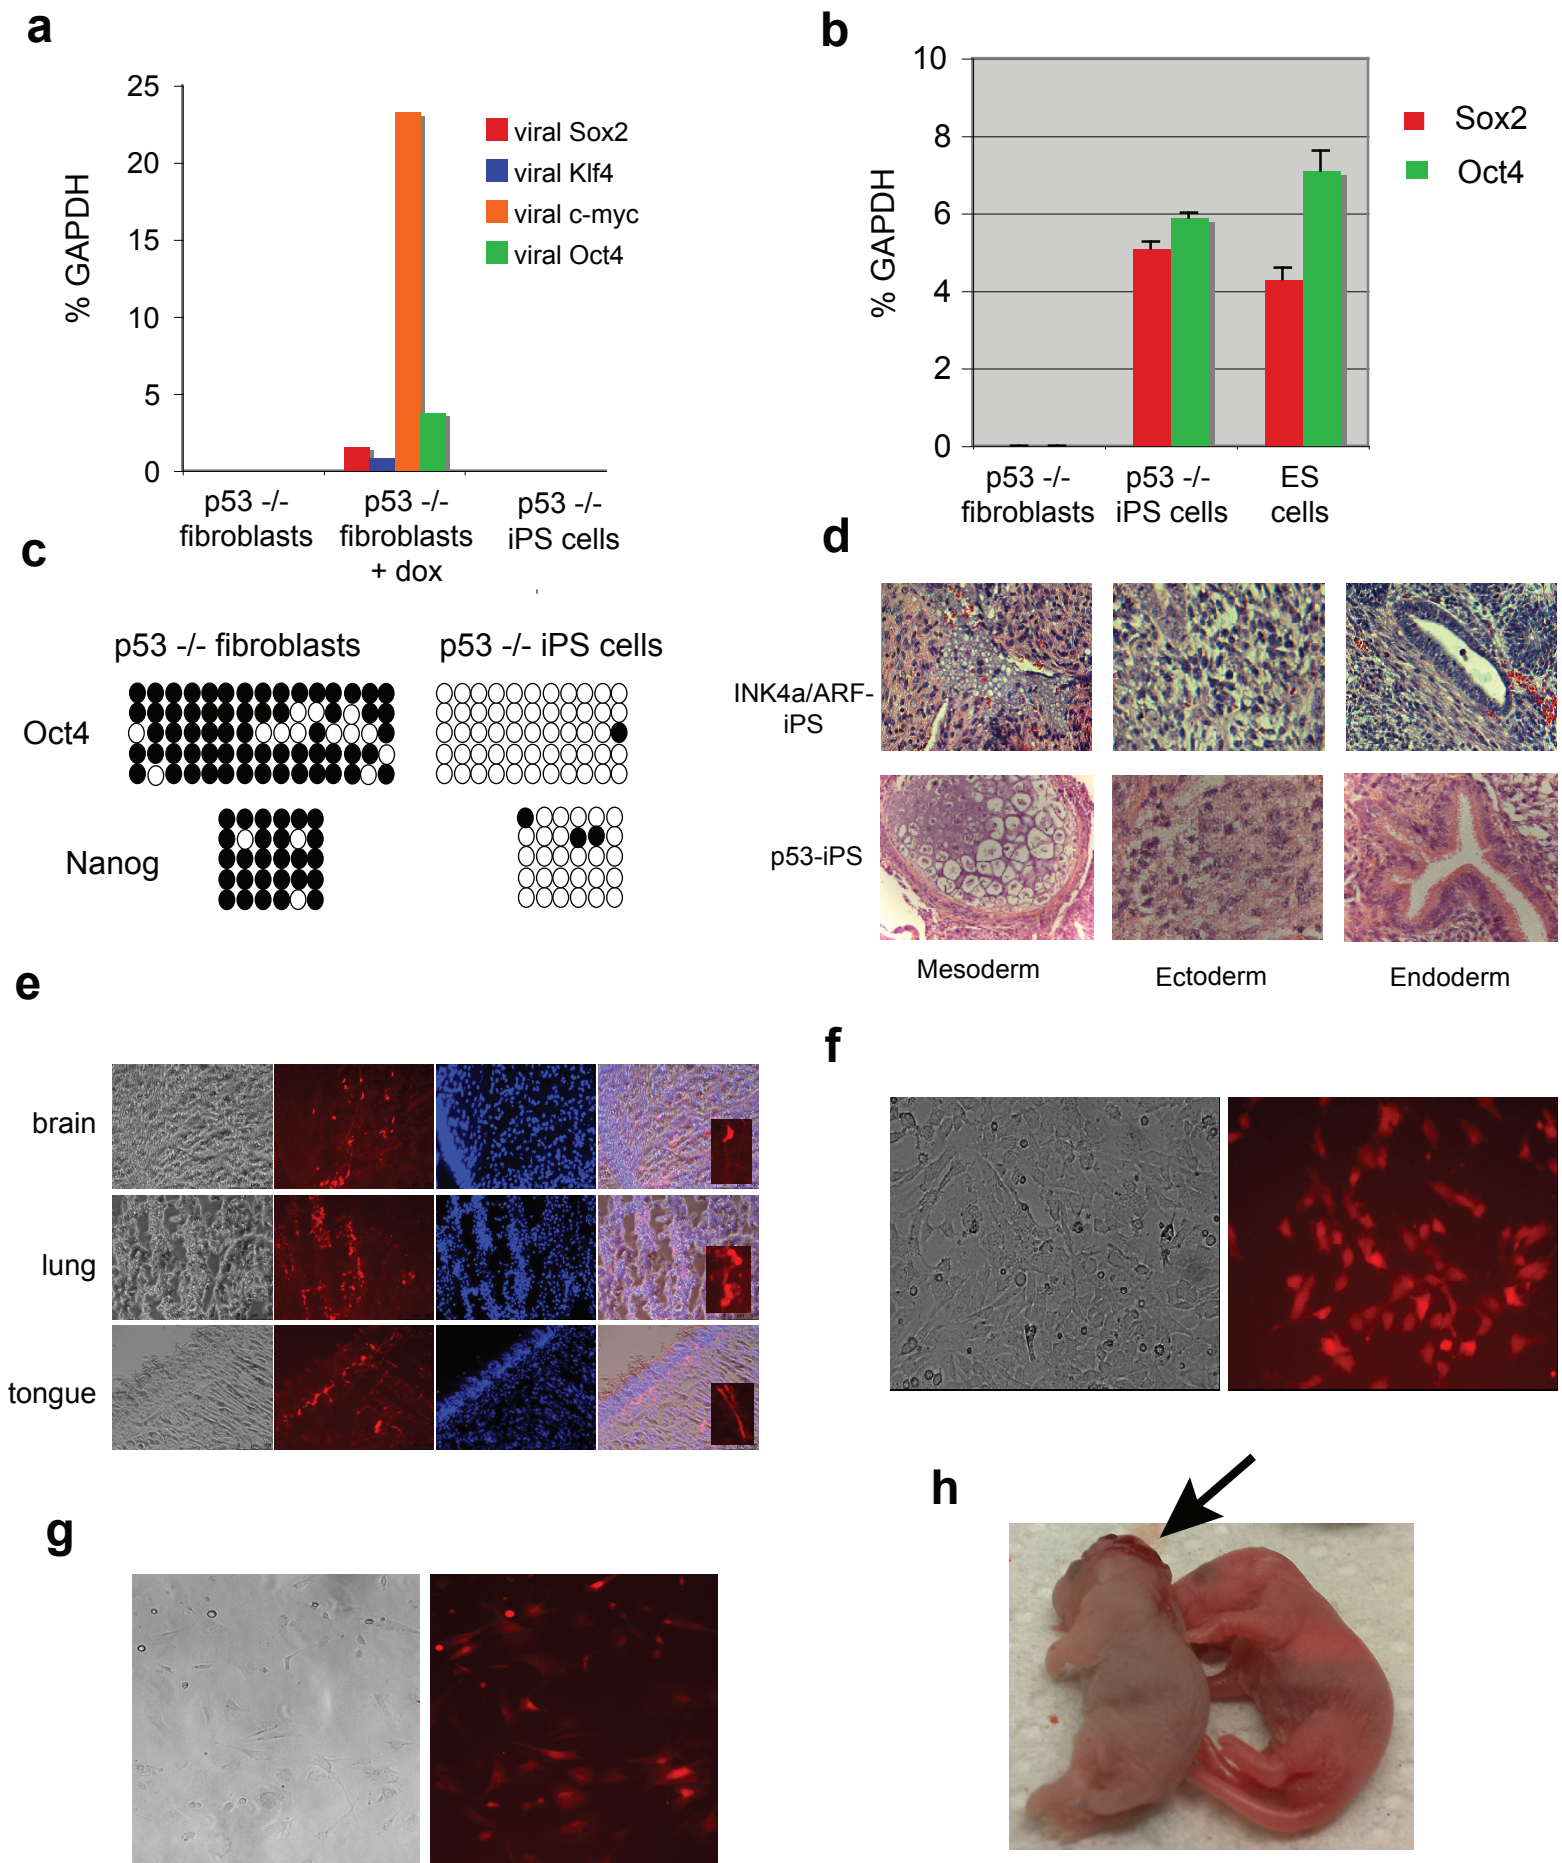 a
25
20
15
10
5
0
% GAPDH
viral Sox2
viral Klf4
viral c-myc
viral Oct4
p53 -/-
fibroblasts
p53 -/-
fibroblasts
+ dox
p53 -/-
iPS cells
b
10
8
6
4
2
0
% GAPDH
Sox2
Oct4
p53 -/-
fibroblasts
p53 -/-
iPS cells
ES
cells
c
p53 -/- fibroblasts
p53 -/- iPS cells
Oct4
Nanog
d
INK4a/ARF-
iPS
p53-iPS
Mesoderm
Ectoderm
Endoderm
e
brain
lung
tongue
f
g
h